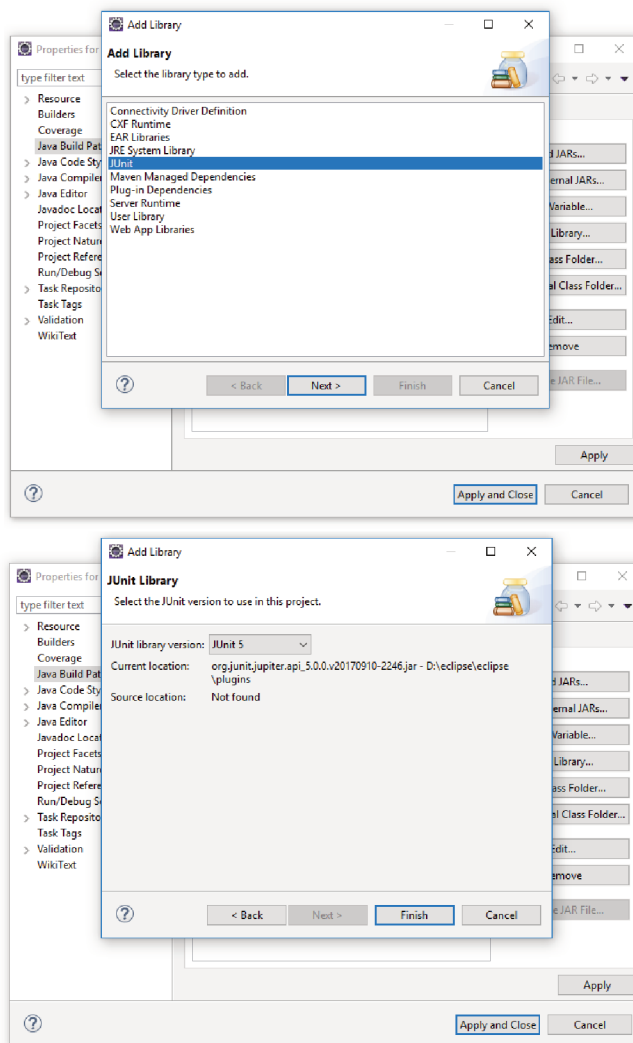 Add Library
Properties for
Add Library
Select the library type to add.
type filter text
Resource
Builders
Coverage
Java Build Pat
Java Code Sty
Java Compiler
Java Editor
Javadoc Locat
Project Facets
Project Nature
Project Refere
Run/Debug Se
Task Reposito
Task Tags
Validation
WikiText
Connectivity Driver Definition
CXF Runtime
EAR Libraries
JRE System Library
JUnit
Maven Managed Dependencies
Plug-in Dependencies
Server Runtime
User Library
Web App Libraries
d JARs...
ernal JARs...
Variable...
Library...
ass Folder...
al Class Folder...
Edit...
emove
e JAR File...
< Back
Next >
Finish
Cancel
Apply
Apply and Close
Cancel
Add Library
Properties for
JUnit Library
Select the JUnit version to use in this project.
type filter text
Resource
Builders
Coverage
Java Build Pat
Java Code Sty
Java Compiler
Java Editor
Javadoc Locat
Project Facets
Project Nature
Project Refere
Run/Debug Se
Task Reposito
Task Tags
Validation
WikiText
JUnit library version: JUnit 5
Current location: org.junit.jupiter.api_5.0.0.v20170910-2246.jar - D:\eclipse\eclipse
\plugins
Source location: Not found
d JARs...
ernal JARs...
Variable...
Library...
ass Folder...
al Class Folder...
Edit...
emove
e JAR File...
< Back
Next >
Finish
Cancel
Apply
Apply and Close
Cancel